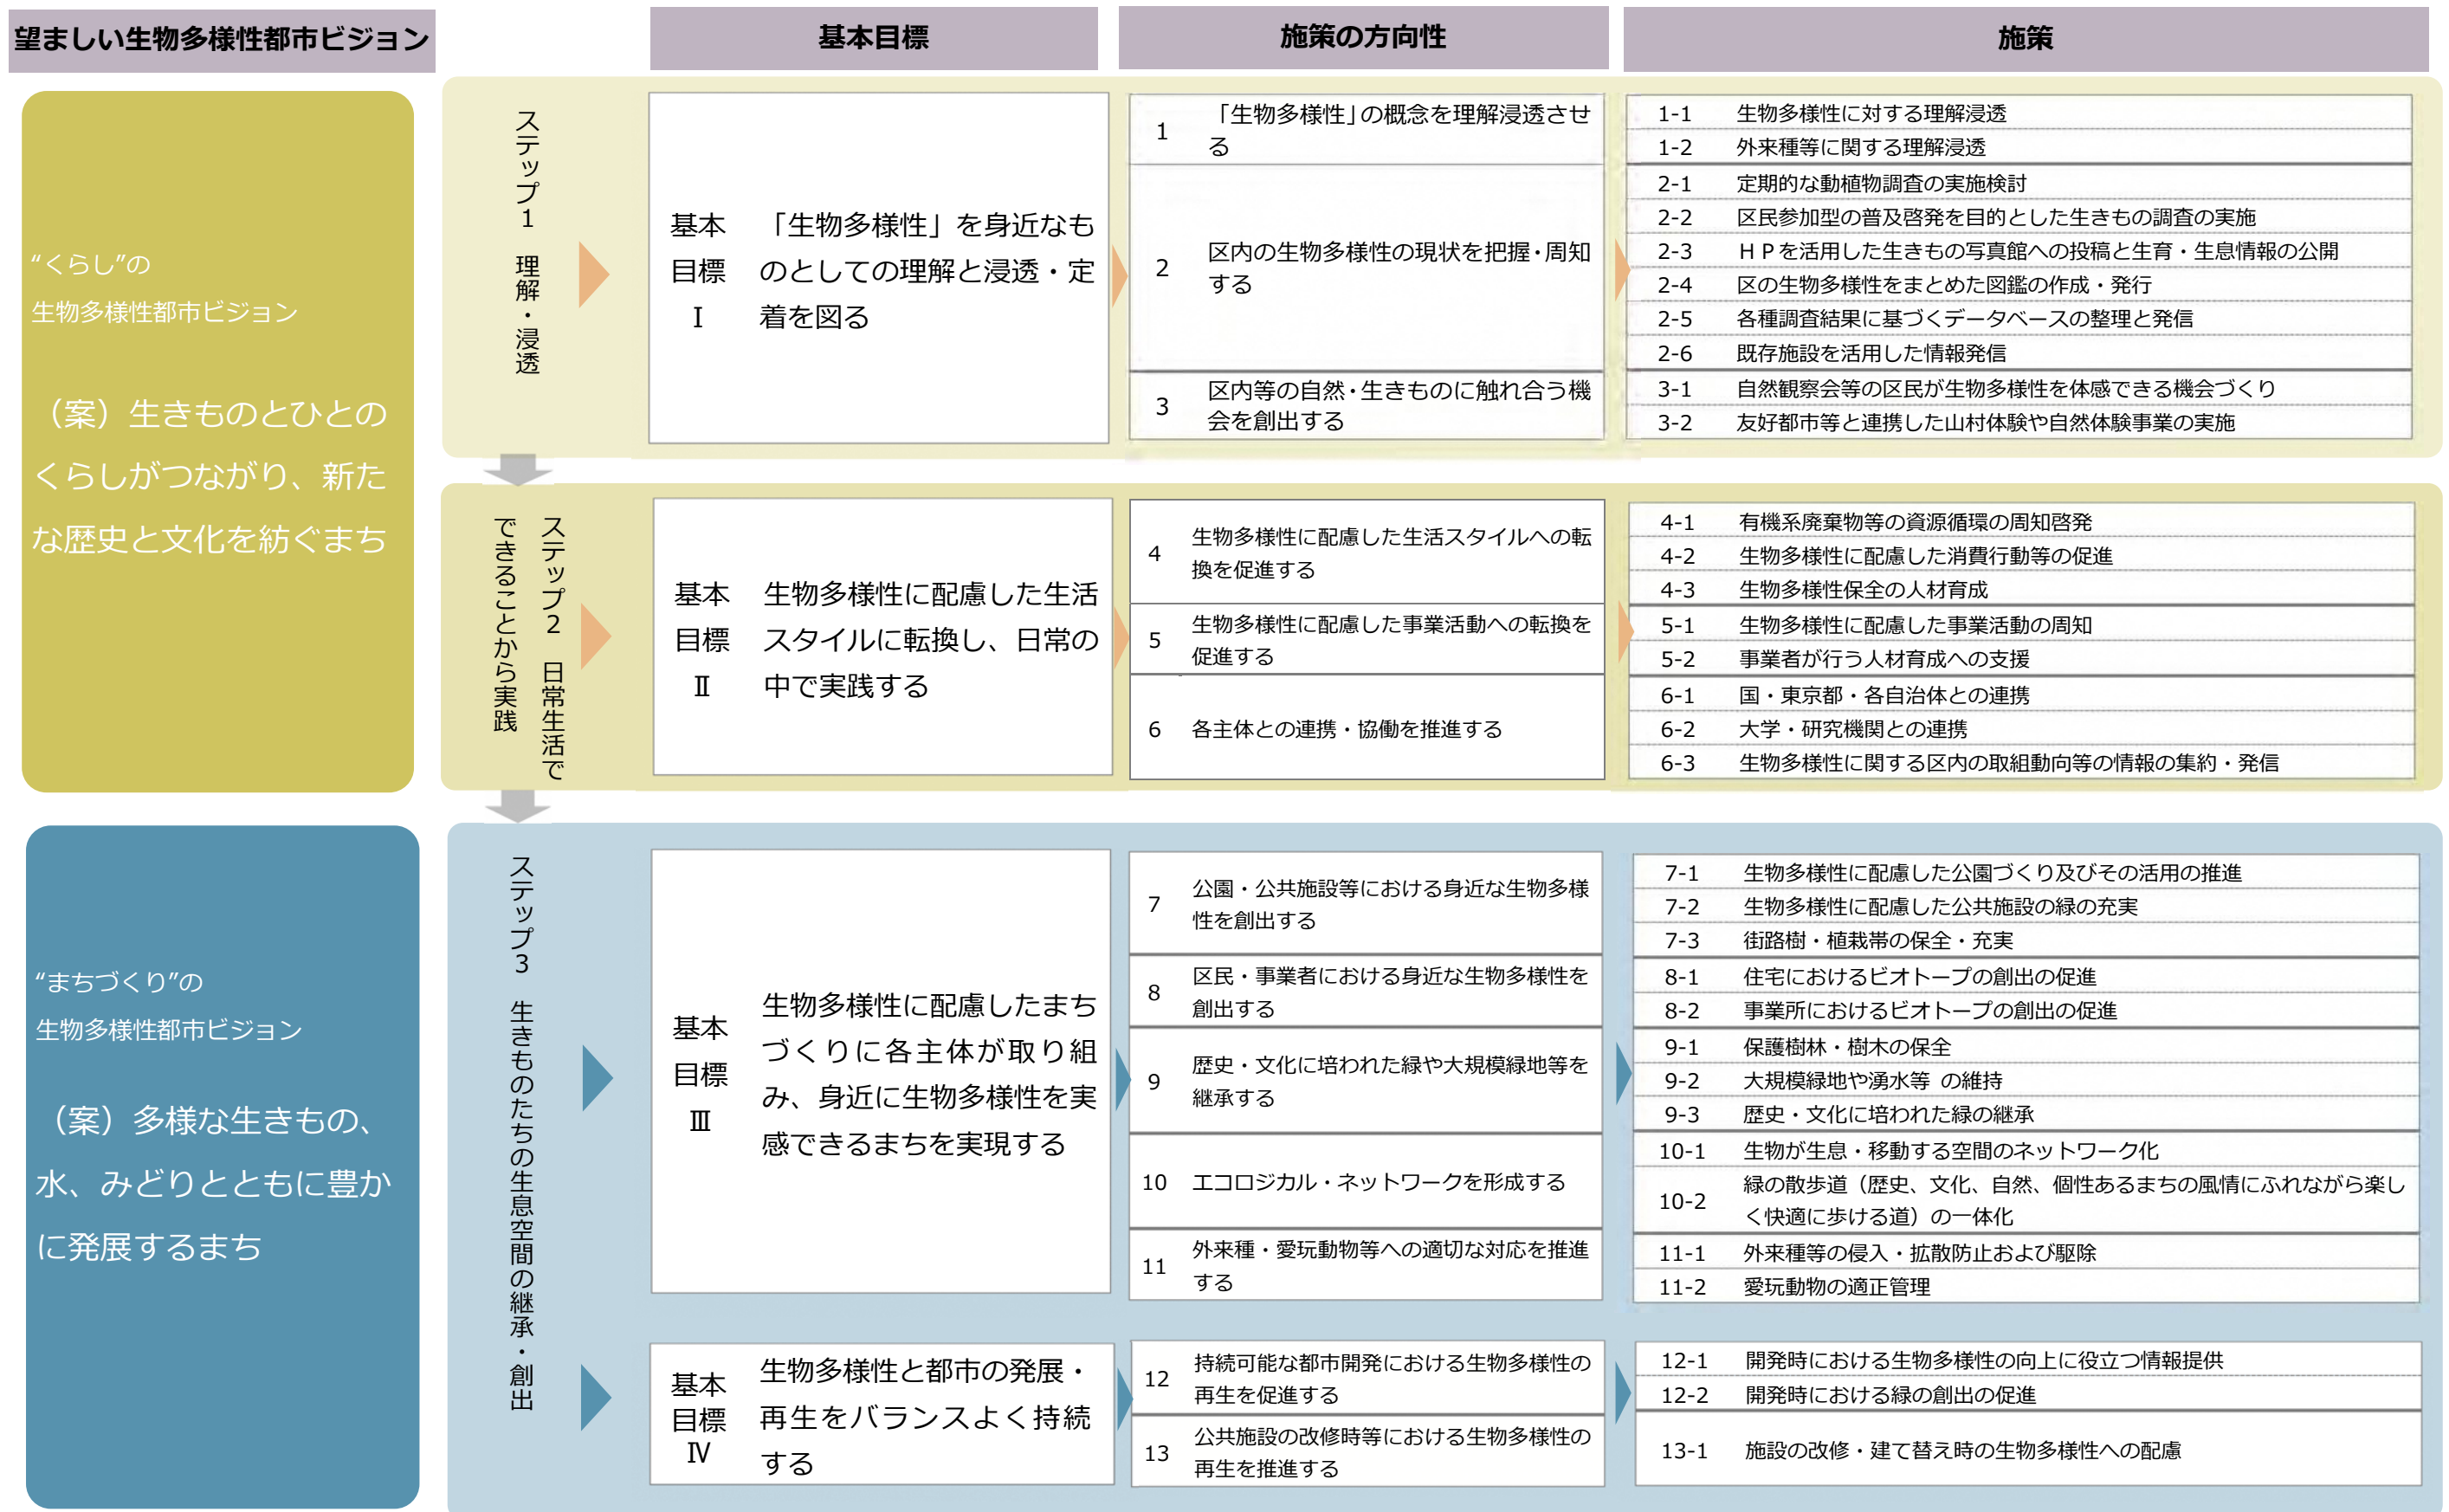 望ましい生物多様性都市ビジョン
基本目標
施策の方向性
施策
“くらし”の
生物多様性都市ビジョン
（案）生きものとひとの
くらしがつながり、新た
な歴史と文化を紡ぐまち
ステップ1　理解・浸透
基本
目標
Ⅰ
「生物多様性」を身近なも
のとしての理解と浸透・定
着を図る
1
「生物多様性」の概念を理解浸透させ
る
2
区内の生物多様性の現状を把握・周知
する
3
区内等の自然・生きものに触れ合う機
会を創出する
1-1 生物多様性に対する理解浸透
1-2 外来種等に関する理解浸透
2-1 定期的な動植物調査の実施検討
2-2 区民参加型の普及啓発を目的とした生きもの調査の実施
2-3 ＨＰを活用した生きもの写真館への投稿と生育・生息情報の公開
2-4 区の生物多様性をまとめた図鑑の作成・発行
2-5 各種調査結果に基づくデータベースの整理と発信
2-6 既存施設を活用した情報発信
3-1 自然観察会等の区民が生物多様性を体感できる機会づくり
3-2 友好都市等と連携した山村体験や自然体験事業の実施
ステップ2　日常生活で
できることから実践
基本
目標
Ⅱ
生物多様性に配慮した生活
スタイルに転換し、日常の
中で実践する
4
生物多様性に配慮した生活スタイルへの転
換を促進する
5
生物多様性に配慮した事業活動への転換を
促進する
6 各主体との連携・協働を推進する
4-1 有機系廃棄物等の資源循環の周知啓発
4-2 生物多様性に配慮した消費行動等の促進
4-3 生物多様性保全の人材育成
5-1 生物多様性に配慮した事業活動の周知
5-2 事業者が行う人材育成への支援
6-1 国・東京都・各自治体との連携
6-2 大学・研究機関との連携
6-3 生物多様性に関する区内の取組動向等の情報の集約・発信
“まちづくり”の
生物多様性都市ビジョン
（案）多様な生きもの、
水、みどりとともに豊か
に発展するまち
ステップ3　生きものたちの生息空間の継承・創出
基本
目標
Ⅲ
生物多様性に配慮したまち
づくりに各主体が取り組
み、身近に生物多様性を実
感できるまちを実現する
7
公園・公共施設等における身近な生物多様
性を創出する
8
区民・事業者における身近な生物多様性を
創出する
9
歴史・文化に培われた緑や大規模緑地等を
継承する
10 エコロジカル・ネットワークを形成する
11
外来種・愛玩動物等への適切な対応を推進
する
7-1 生物多様性に配慮した公園づくり及びその活用の推進
7-2 生物多様性に配慮した公共施設の緑の充実
7-3 街路樹・植栽帯の保全・充実
8-1 住宅におけるビオトープの創出の促進
8-2 事業所におけるビオトープの創出の促進
9-1 保護樹林・樹木の保全
9-2 大規模緑地や湧水等 の維持
9-3 歴史・文化に培われた緑の継承
10-1 生物が生息・移動する空間のネットワーク化
10-2
緑の散歩道（歴史、文化、自然、個性あるまちの風情にふれながら楽し
く快適に歩ける道）の一体化
11-1 外来種等の侵入・拡散防止および駆除
11-2 愛玩動物の適正管理
基本
目標
Ⅳ
生物多様性と都市の発展・
再生をバランスよく持続
する
12
持続可能な都市開発における生物多様性の
再生を促進する
13
公共施設の改修時等における生物多様性の
再生を推進する
12-1 開発時における生物多様性の向上に役立つ情報提供
12-2 開発時における緑の創出の促進
13-1 施設の改修・建て替え時の生物多様性への配慮